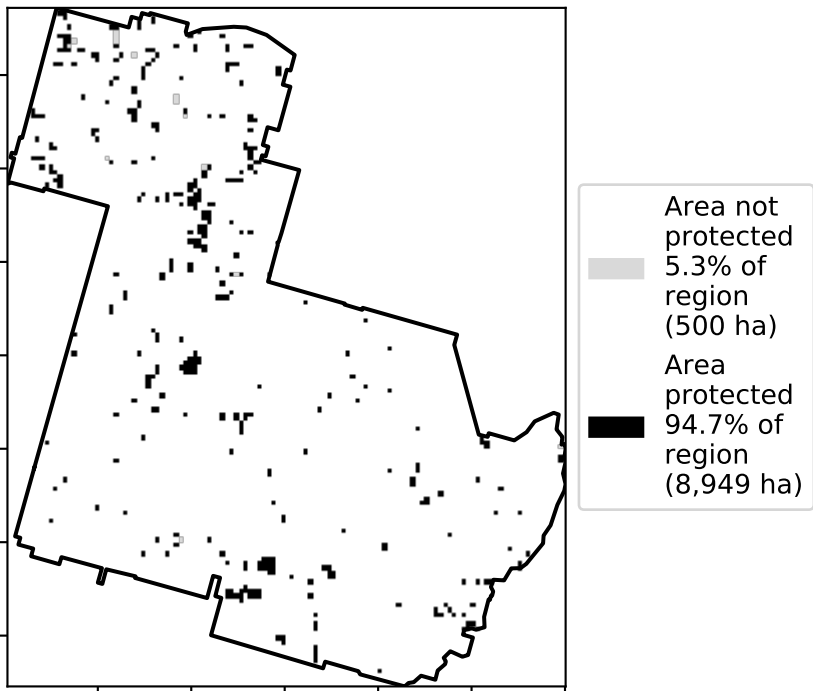 Area not
protected
5.3% of
region
(500 ha)
Area
protected
94.7% of
region
(8,949 ha)